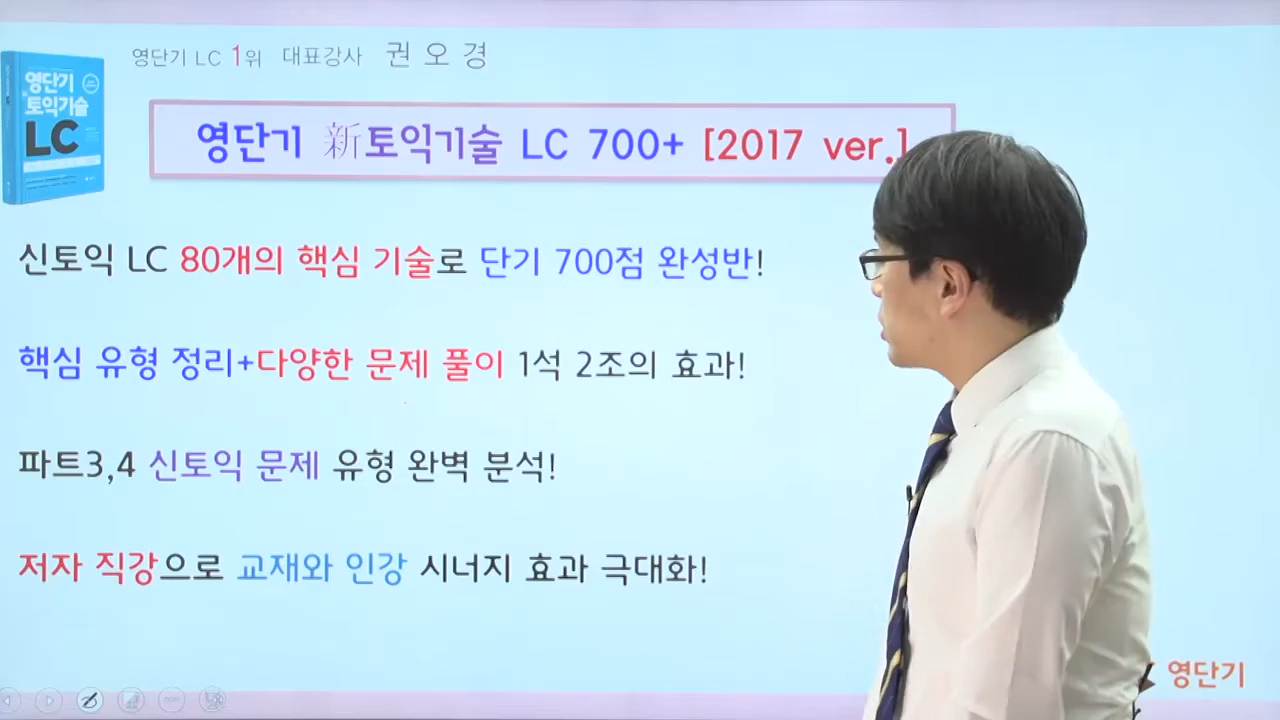 영단기 LC 1위 대표강사 권 오 경
영단기
토익기술
LC
영단기 新토익기술 LC 700+ [2017 ver.]
신토익 LC 80개의 핵심 기술로 단기 700점 완성반!
핵심 유형 정리+다양한 문제 풀이 1석 2조의 효과!
파트3,4 신토익 문제 유형 완벽 분석!
저자 직강으로 교재와 인강 시너지 효과 극대화!
영단기